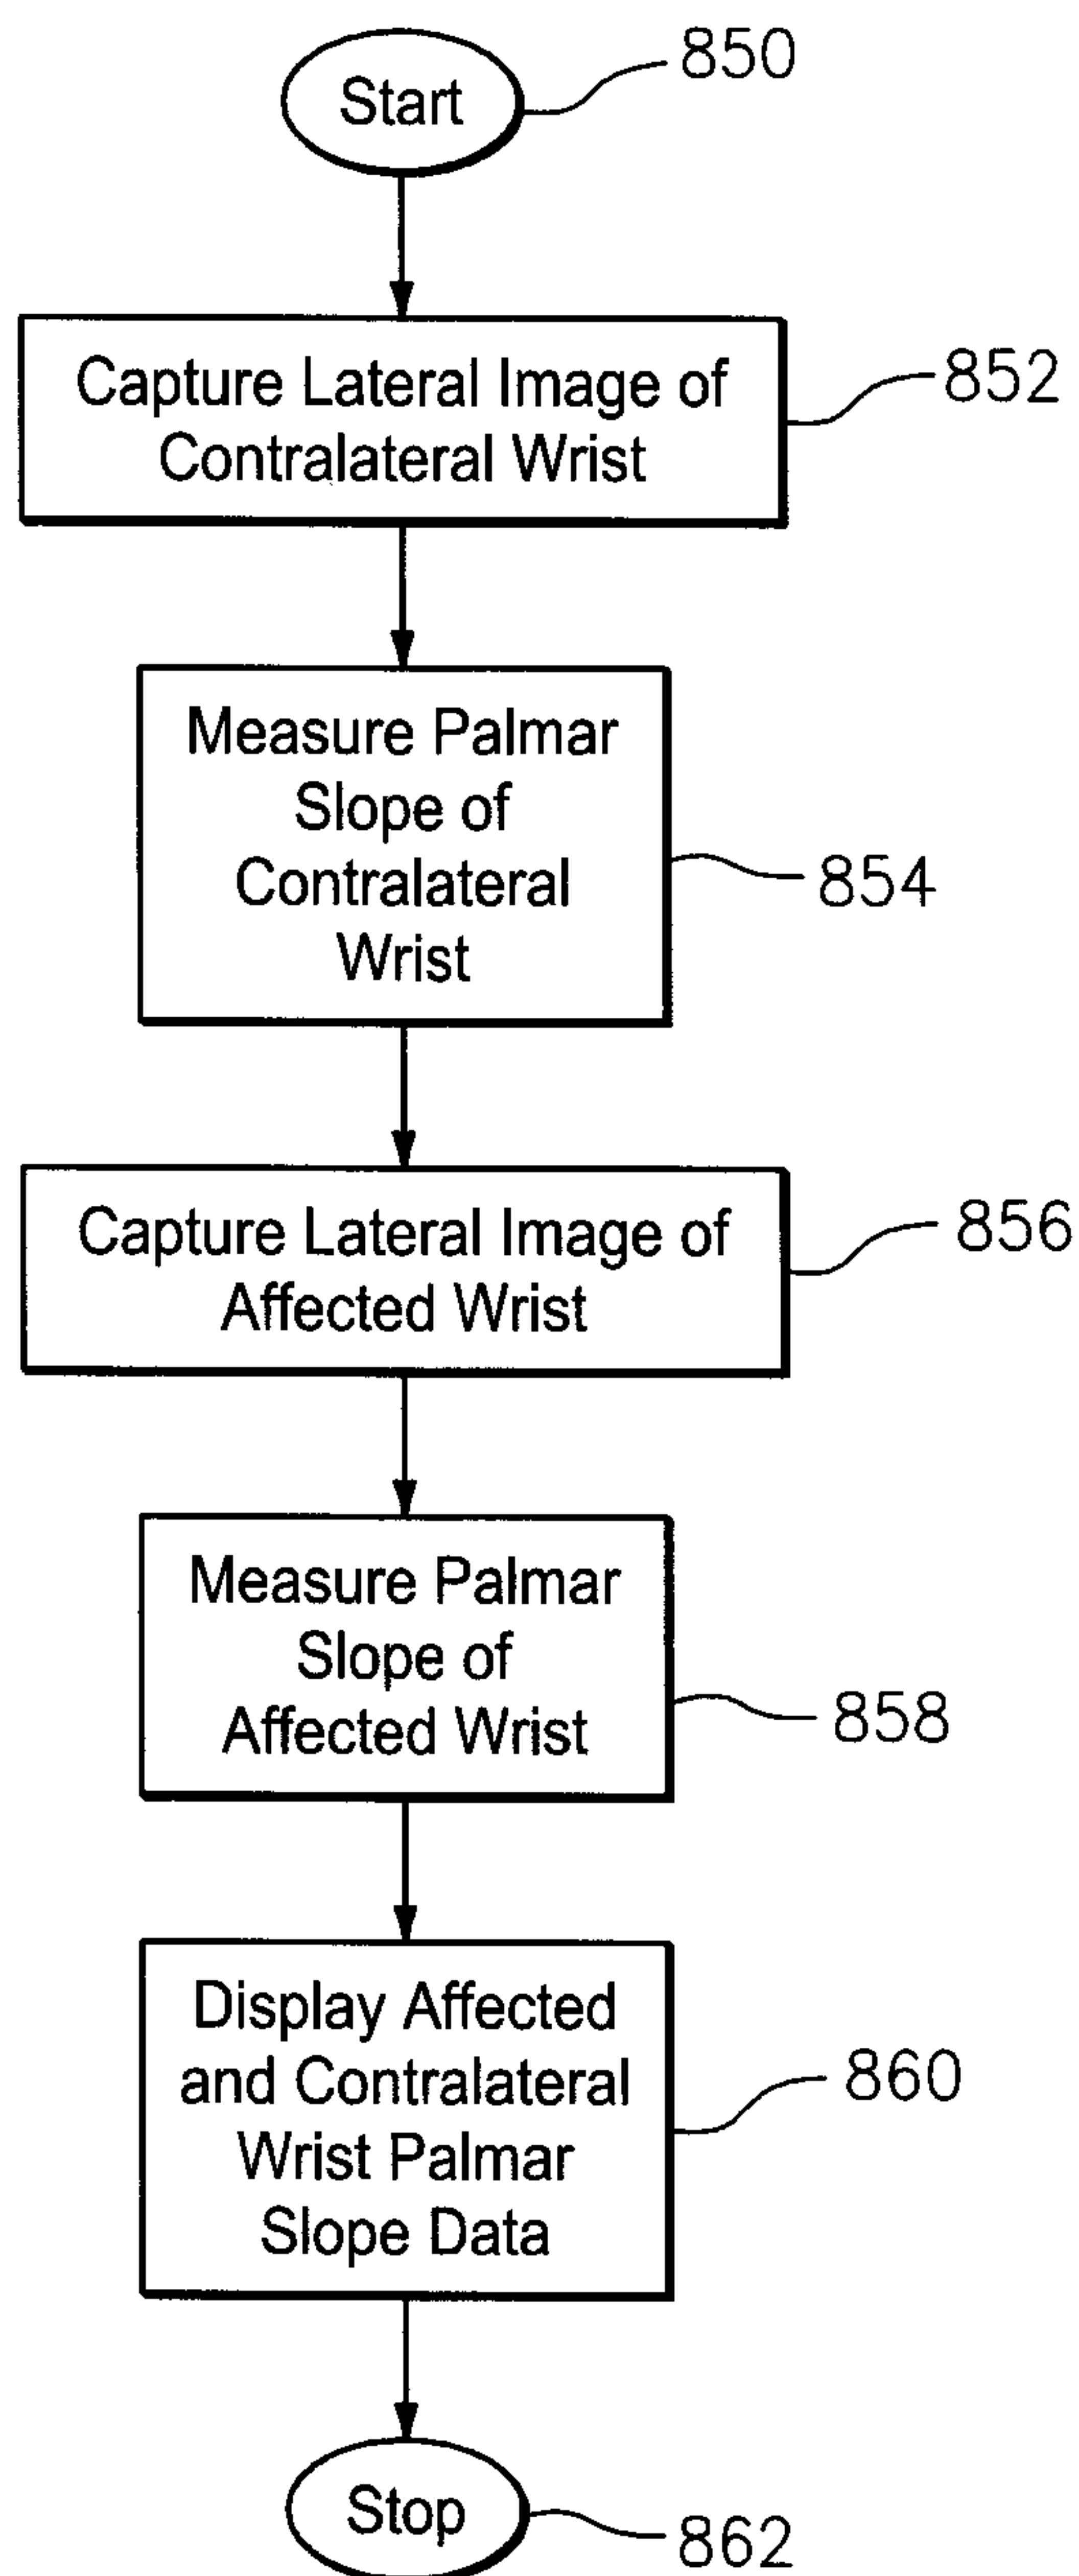 Start
850
Capture Lateral Image of
Contralateral Wrist
852
Measure Palmar
Slope of
Contralateral
Wrist
854
Capture Lateral Image of
Affected Wrist
856
Measure Palmar
Slope of
Affected Wrist
858
Display Affected
and Contralateral
Wrist Palmar
Slope Data
860
Stop
862